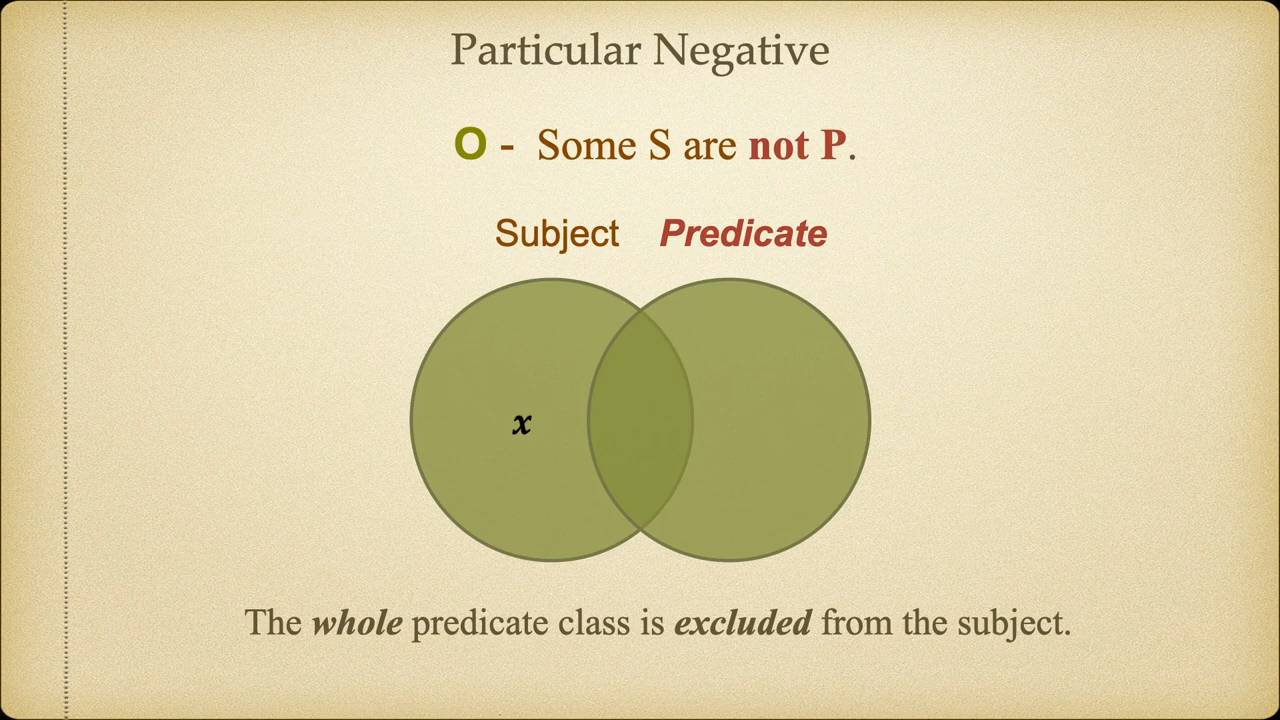 Particular Negative
O - Some S are not P.
Subject Predicate
x
The whole predicate class is excluded from the subject.